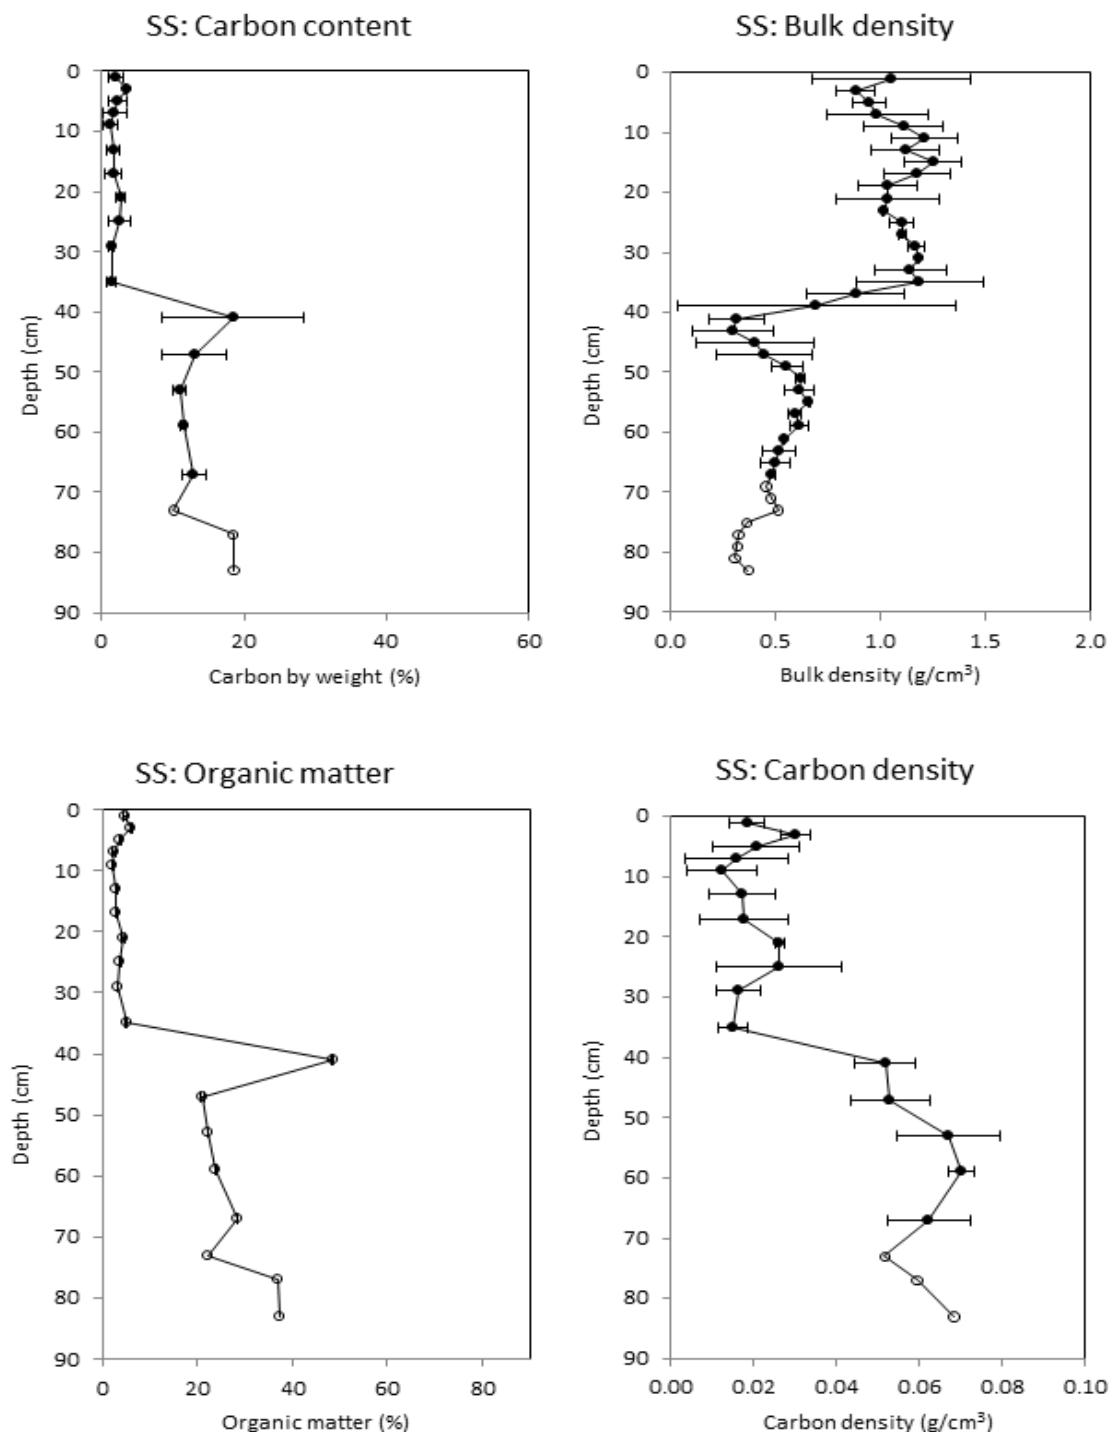 SS: Carbon content
0
10
20
30
40
50
60
70
80
90
Depth (cm)
0 20 40 60
Carbon by weight (%)
SS: Bulk density
0
10
20
30
40
50
60
70
80
90
Depth (cm)
0.0 0.5 1.0 1.5 2.0
Bulk density (g/cm³)
SS: Organic matter
0
10
20
30
40
50
60
70
80
90
Depth (cm)
0 20 40 60 80
Organic matter (%)
SS: Carbon density
0
10
20
30
40
50
60
70
80
90
Depth (cm)
0.00 0.02 0.04 0.06 0.08 0.10
Carbon density (g/cm³)